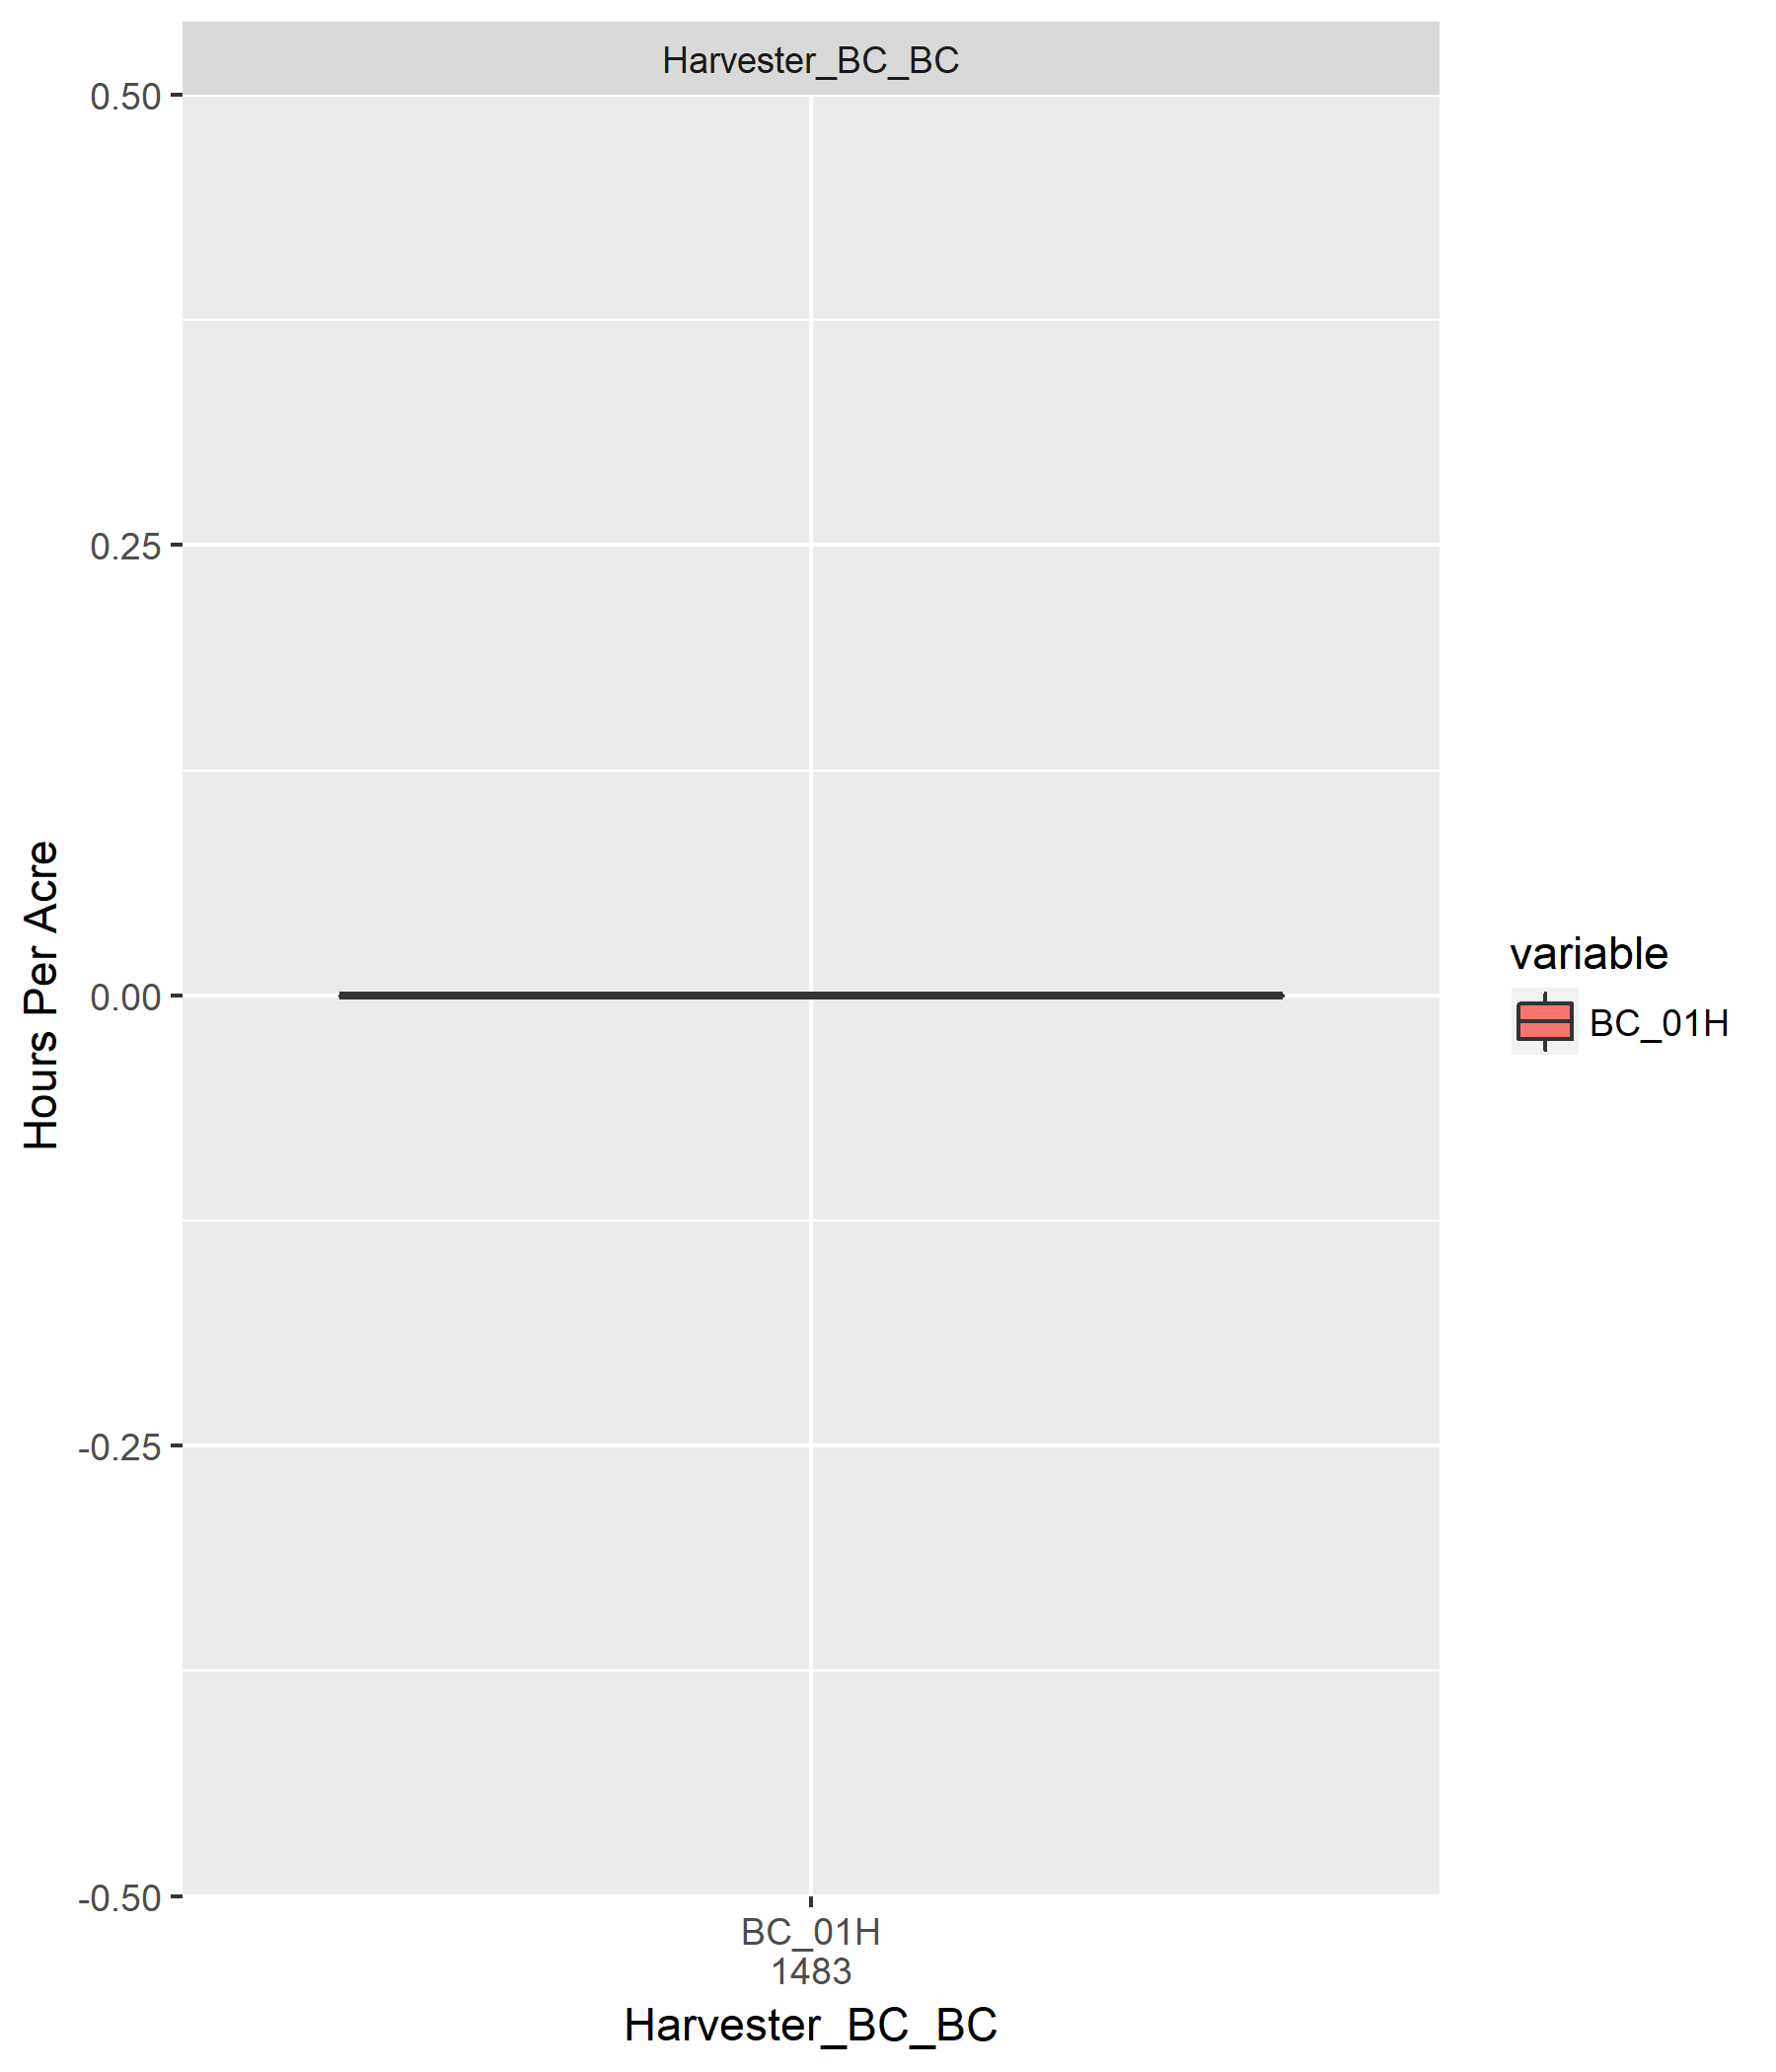 Harvester_BC_BC
0.50
0.25
0.00
-0.25
-0.50
Hours Per Acre
BC_01H
1483
Harvester_BC_BC
variable
BC_01H